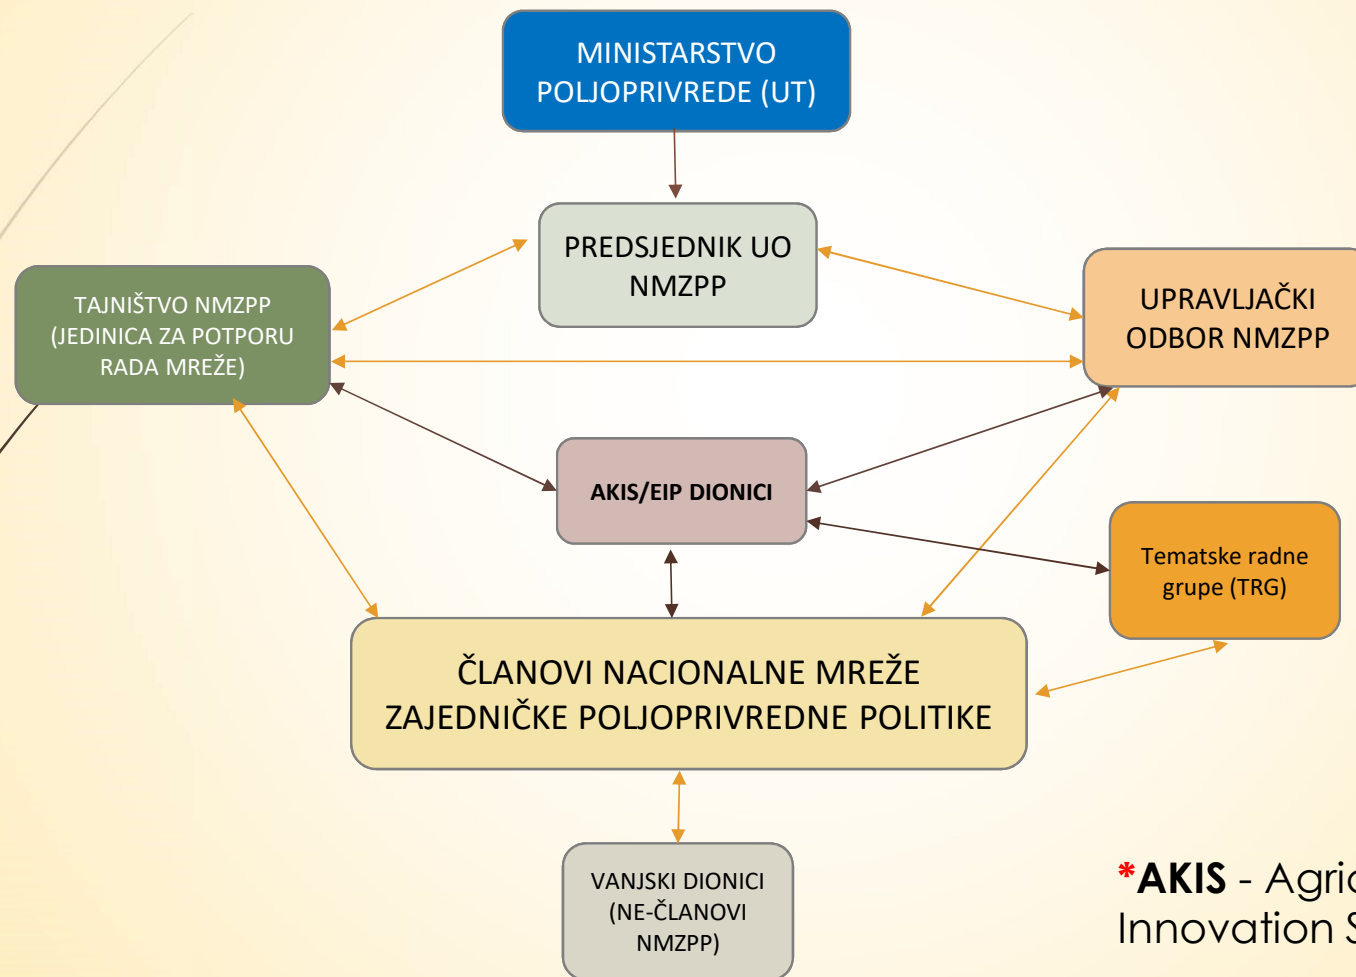 MINISTARSTVO
POLJOPRIVREDE (UT)
PREDSJEDNIK UO
NMZPP
TAJNIŠTVO NMZPP
(JEDINICA ZA POTPORU
RADA MREŽE)
UPRAVLJAČKI
ODBOR NMZPP
AKIS/EIP DIONICI
Tematske radne
grupe (TRG)
ČLANOVI NACIONALNE MREŽE
ZAJEDNIČKE POLJOPRIVREDNE POLITIKE
VANJSKI DIONICI
(NE-ČLANOVI
NMZPP)
*AKIS - Agric
Innovation S